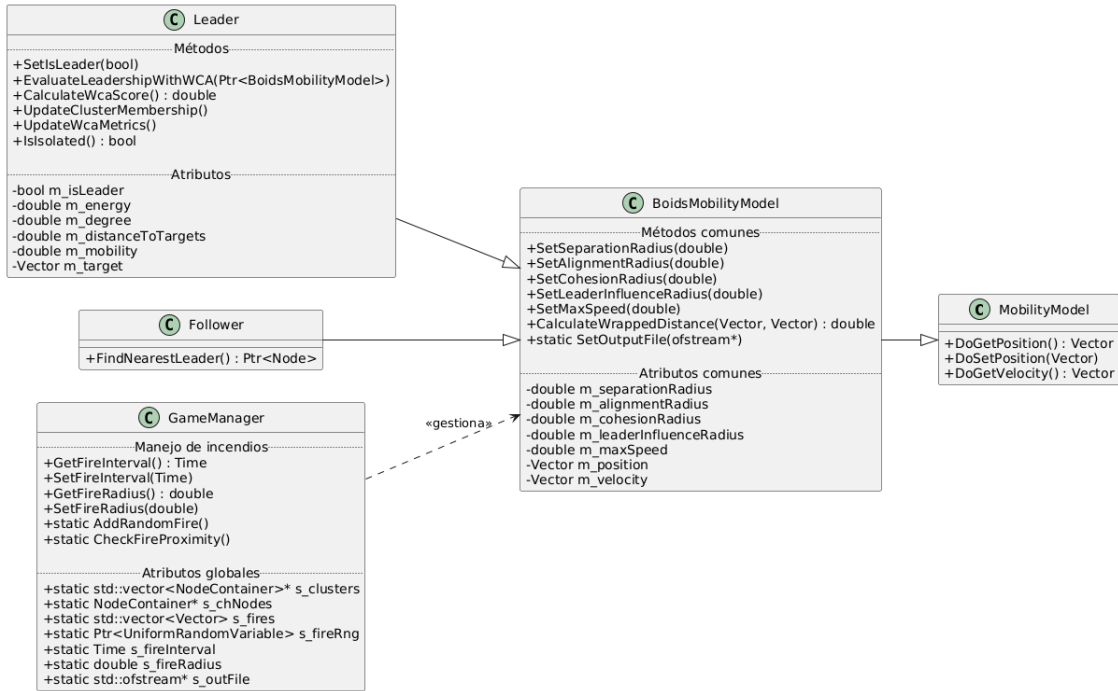 C Leader
Métodos
+SetIsLeader(bool)
+EvaluateLeadershipWithWCA(Ptr<BoidsMobilityModel>)
+CalculateWcaScore() : double
+UpdateClusterMembership()
+UpdateWcaMetrics()
+IsIsolated() : bool
Atributos
-bool m_isLeader
-double m_energy
-double m_degree
-double m_distanceToTargets
-double m_mobility
-Vector m_target
C Follower
+FindNearestLeader() : Ptr<Node>
C GameManager
Manejo de incendios
+GetFireInterval() : Time
+SetFireInterval(Time)
+GetFireRadius() : double
+SetFireRadius(double)
+static AddRandomFire()
+static CheckFireProximity()
Atributos globales
+static std::vector<NodeContainer>* s_clusters
+static NodeContainer* s_chNodes
+static std::vector<Vector> s_fires
+static Ptr<UniformRandomVariable> s_fireRng
+static Time s_fireInterval
+static double s_fireRadius
+static std::ofstream* s_outFile
«gestiona»
C BoidsMobilityModel
Métodos comunes
+SetSeparationRadius(double)
+SetAlignmentRadius(double)
+SetCohesionRadius(double)
+SetLeaderInfluenceRadius(double)
+SetMaxSpeed(double)
+CalculateWrappedDistance(Vector, Vector) : double
+static SetOutputFile(ofstream*)
Atributos comunes
-double m_separationRadius
-double m_alignmentRadius
-double m_cohesionRadius
-double m_leaderInfluenceRadius
-double m_maxSpeed
-Vector m_position
-Vector m_velocity
C MobilityModel
+DoGetPosition() : Vector
+DoSetPosition(Vector)
+DoGetVelocity() : Vector